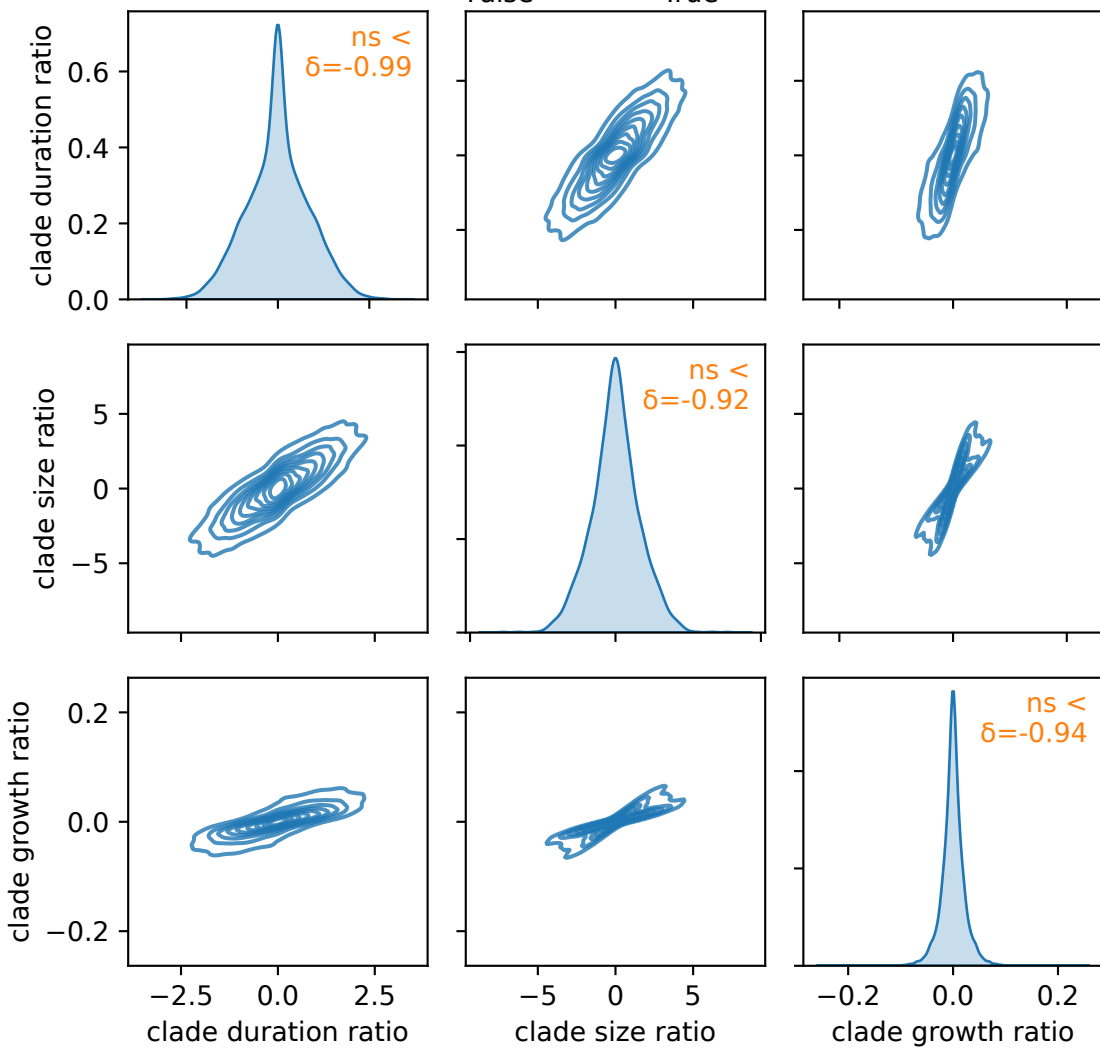 clade duration ratio
0.6
0.4
0.2
0.0
ns <
δ=-0.99
clade size ratio
5
0
−5
ns <
δ=-0.92
clade growth ratio
0.2
0.0
−0.2
ns <
δ=-0.94
−2.5 0.0 2.5
−5 0 5
−0.2 0.0 0.2
clade duration ratio
clade size ratio
clade growth ratio